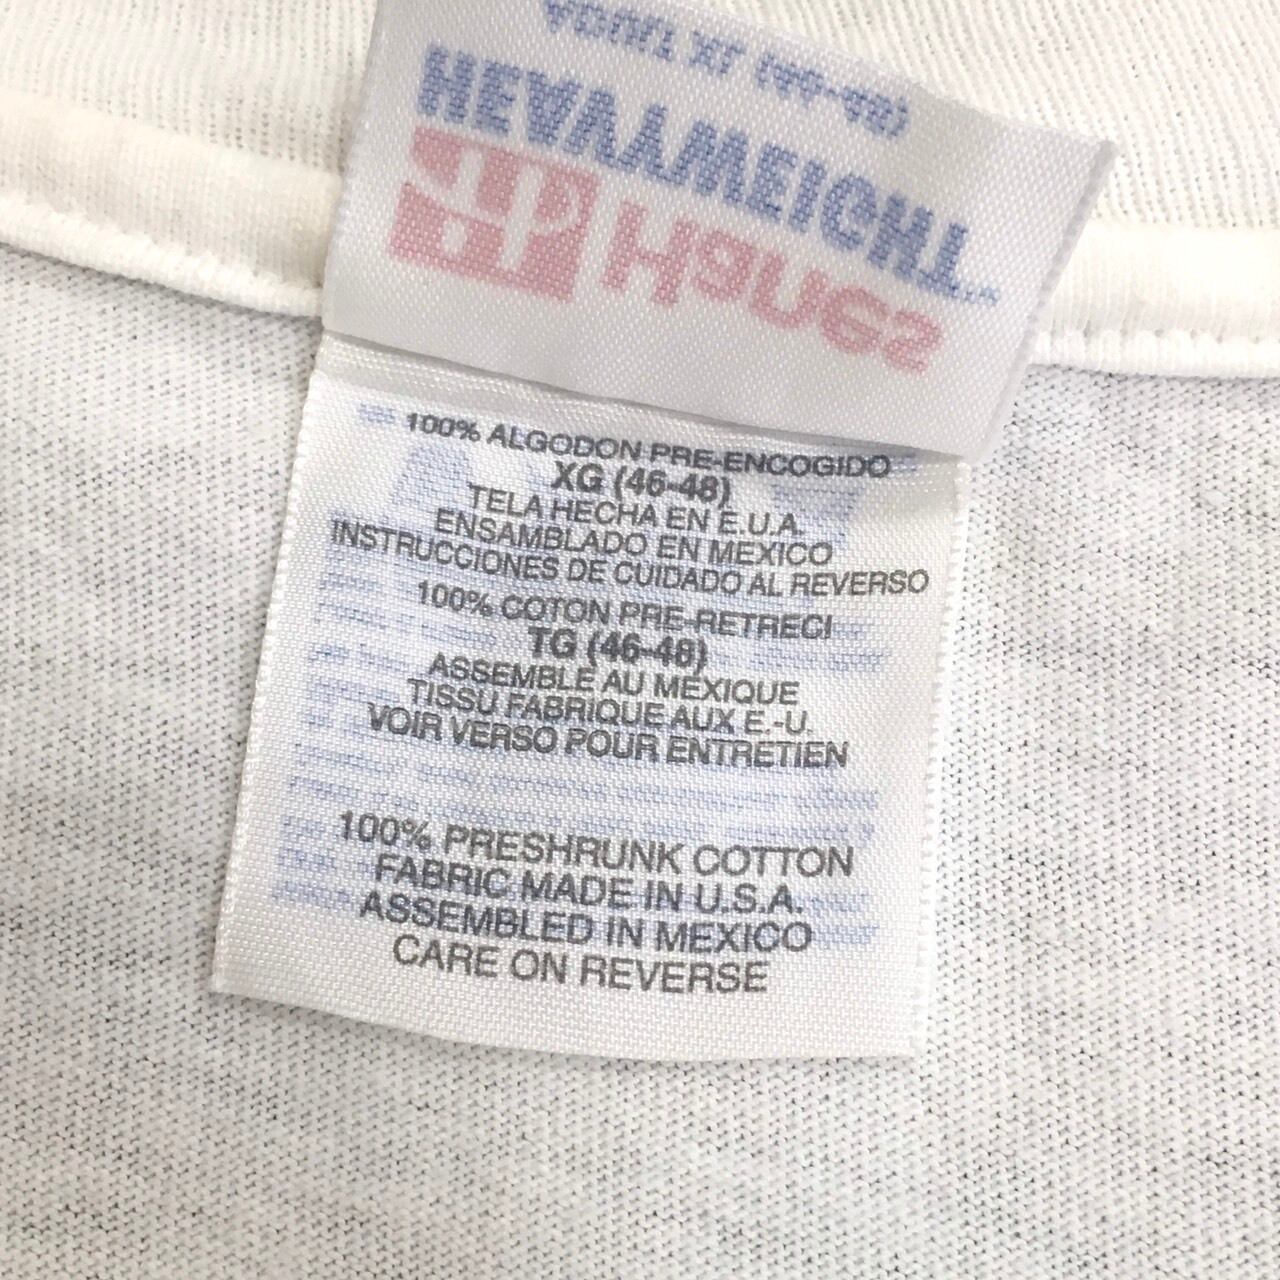 ADULT XL (46-48)
HEAVYWEIGHT™
Hanes
100% ALGODON PRE-ENCOGIDO
XG (46-48)
TELA HECHA EN E.U.A.
ENSAMBLADO EN MEXICO
INSTRUCCIONES DE CUIDADO AL REVERSO
100% COTON PRE-RETRECI
TG (46-48)
ASSEMBLE AU MEXIQUE
TISSU FABRIQUE AUX E.-U.
VOIR VERSO POUR ENTRETIEN
100% PRESHRUNK COTTON
FABRIC MADE IN U.S.A.
ASSEMBLED IN MEXICO
CARE ON REVERSE